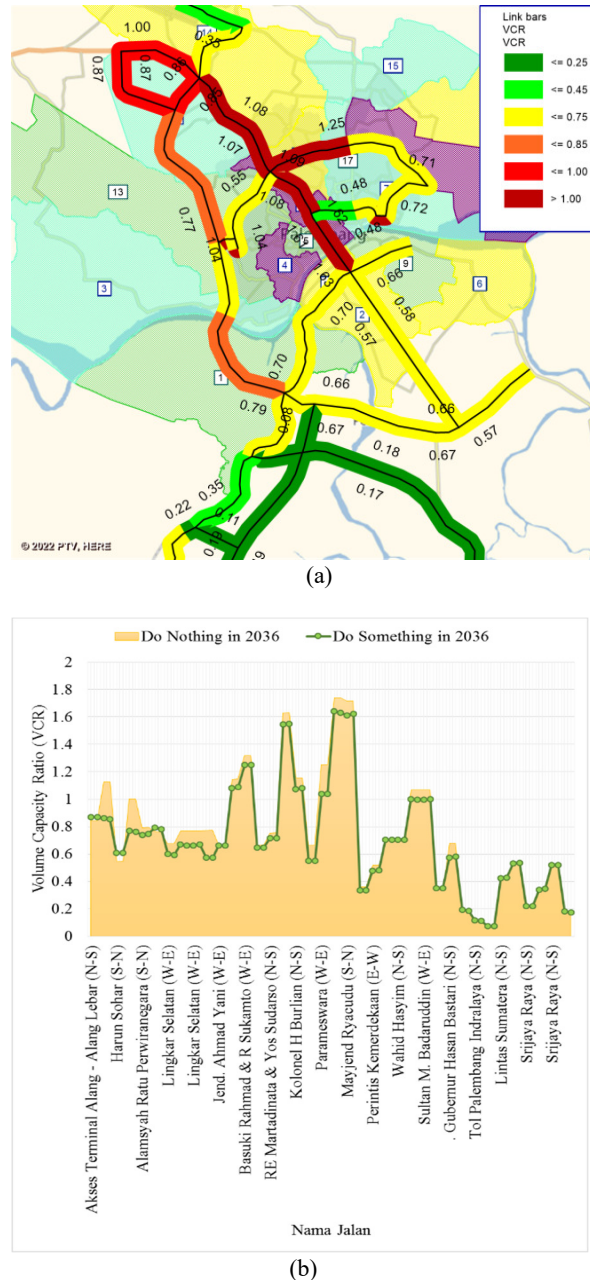 Link bars
VCR
VCR
<= 0.25
<= 0.45
<= 0.75
<= 0.85
<= 1.00
> 1.00
0.35
14
15
1.00
0.87
0.87
0.86
1.08
1.07
1.25
17
0.71
0.55
0.48
0.72
13
1.08
0.48
0.77
1.04
4
3
9
0.66
6
0.70
2
0.58
0.57
1
0.70
0.79
0.66
0.66
0.67
0.18
0.67
0.57
0.35
0.17
0.22
0.11
0.19
© 2022 PTV, HERE
(a)
Do Nothing in 2036
Do Something in 2036
Volume Capacity Ratio (VCR)
2
1.8
1.6
1.4
1.2
1
0.8
0.6
0.4
0.2
0
Akses Terminal Alang - Alang Lebar (N-S)
Harun Sohar (S-N)
Alamsyah Ratu Perwiranegara (S-N)
Lingkar Selatan (W-E)
Lingkar Selatan (W-E)
Jend. Ahmad Yani (W-E)
Basuki Rahmad & R Sukamto (W-E)
RE Martadinata & Yos Sudarso (N-S)
Kolonel H Burlian (N-S)
Parameswara (W-E)
Mayjend Ryacudu (S-N)
Perintis Kemerdekaan (E-W)
Wahid Hasyim (N-S)
Sultan M. Badaruddin (W-E)
. Gubernur Hasan Bastari (N-S)
Tol Palembang Indralaya (N-S)
Lintas Sumatera (N-S)
Srijaya Raya (N-S)
Srijaya Raya (N-S)
Nama Jalan
(b)